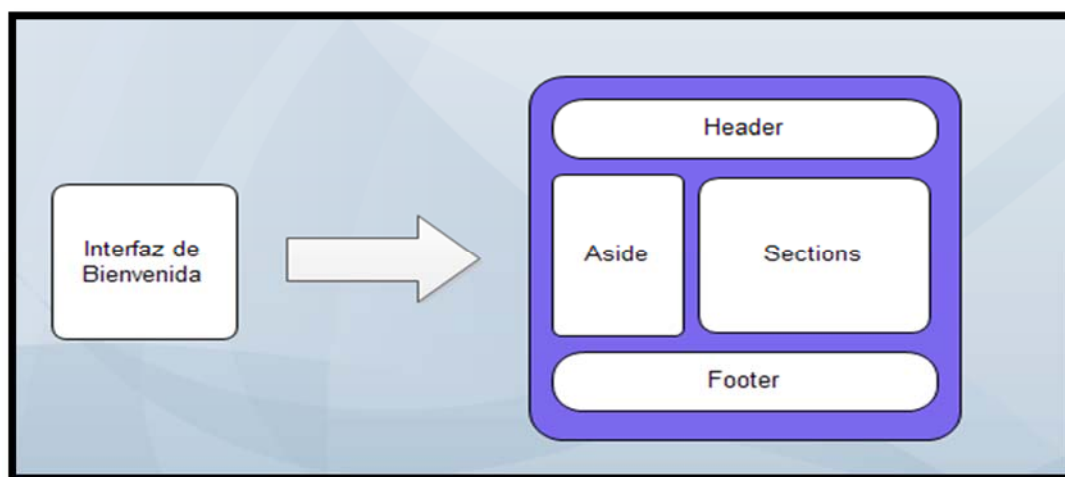 Interfaz de
Bienvenida
Header
Aside
Sections
Footer